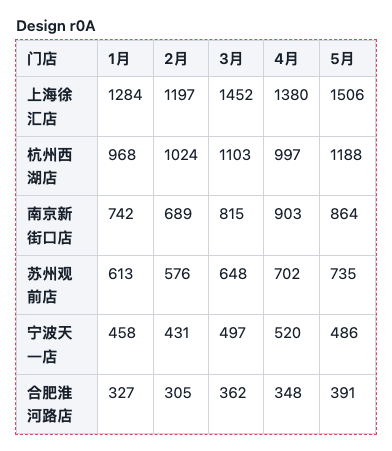 Design r0A
门店 1月 2月 3月 4月 5月
上海徐 1284 1197 1452 1380 1506
汇店
杭州西 968 1024 1103 997 1188
湖店
南京新 742 689 815 903 864
街口店
苏州观 613 576 648 702 735
前店
宁波天 458 431 497 520 486
一店
合肥淮 327 305 362 348 391
河路店